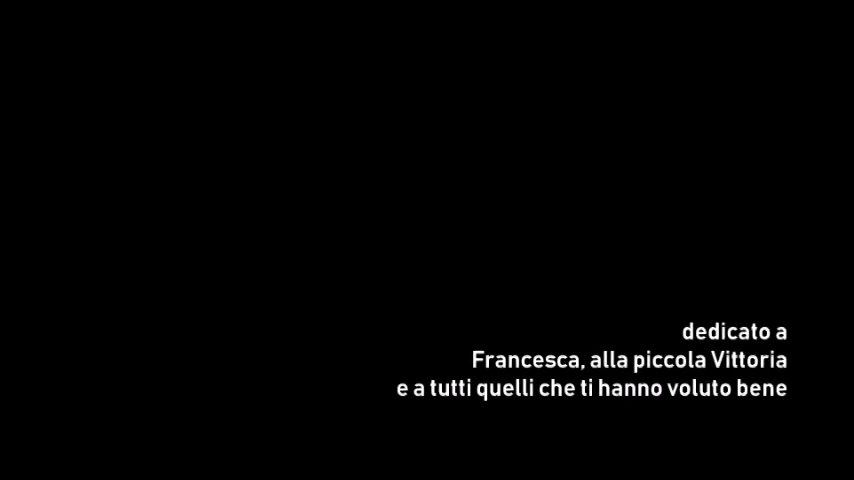 dedicato a
Francesca, alla piccola Vittoria
e a tutti quelli che ti hanno voluto bene